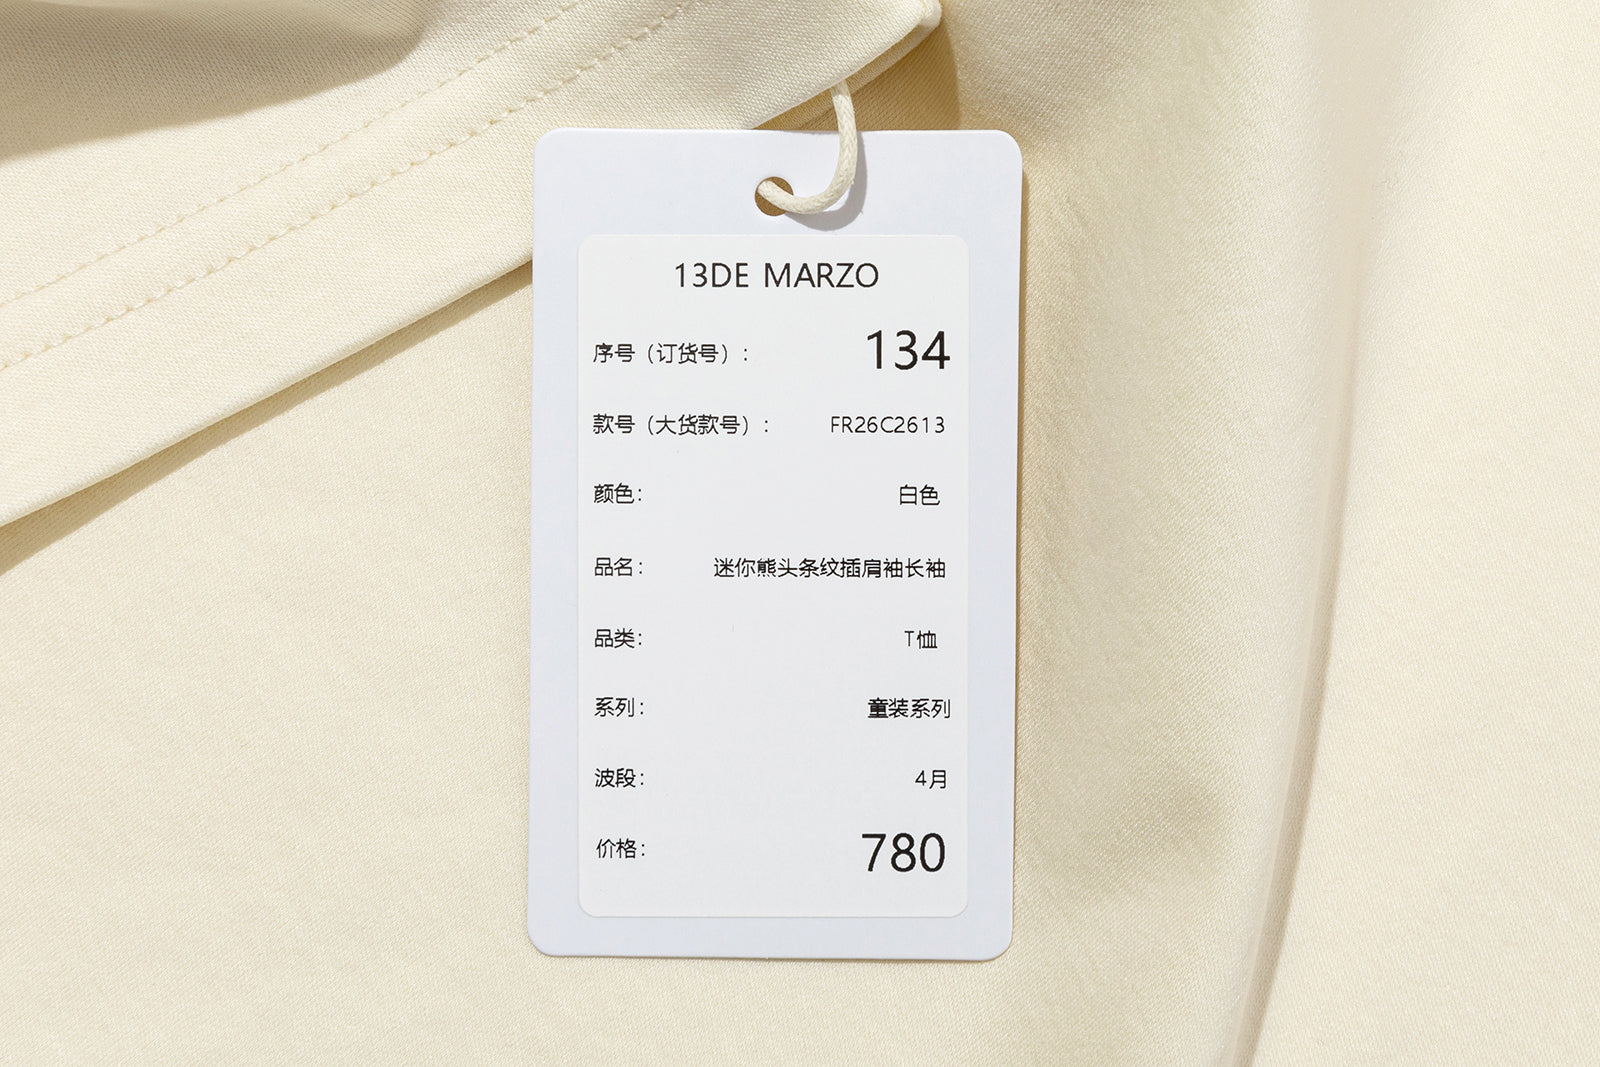 13DE MARZO
序号（订货号）： 134
款号（大货款号）： FR26C2613
颜色： 白色
品名： 迷你熊头条纹插肩袖长袖
品类： T恤
系列： 童装系列
波段： 4月
价格： 780